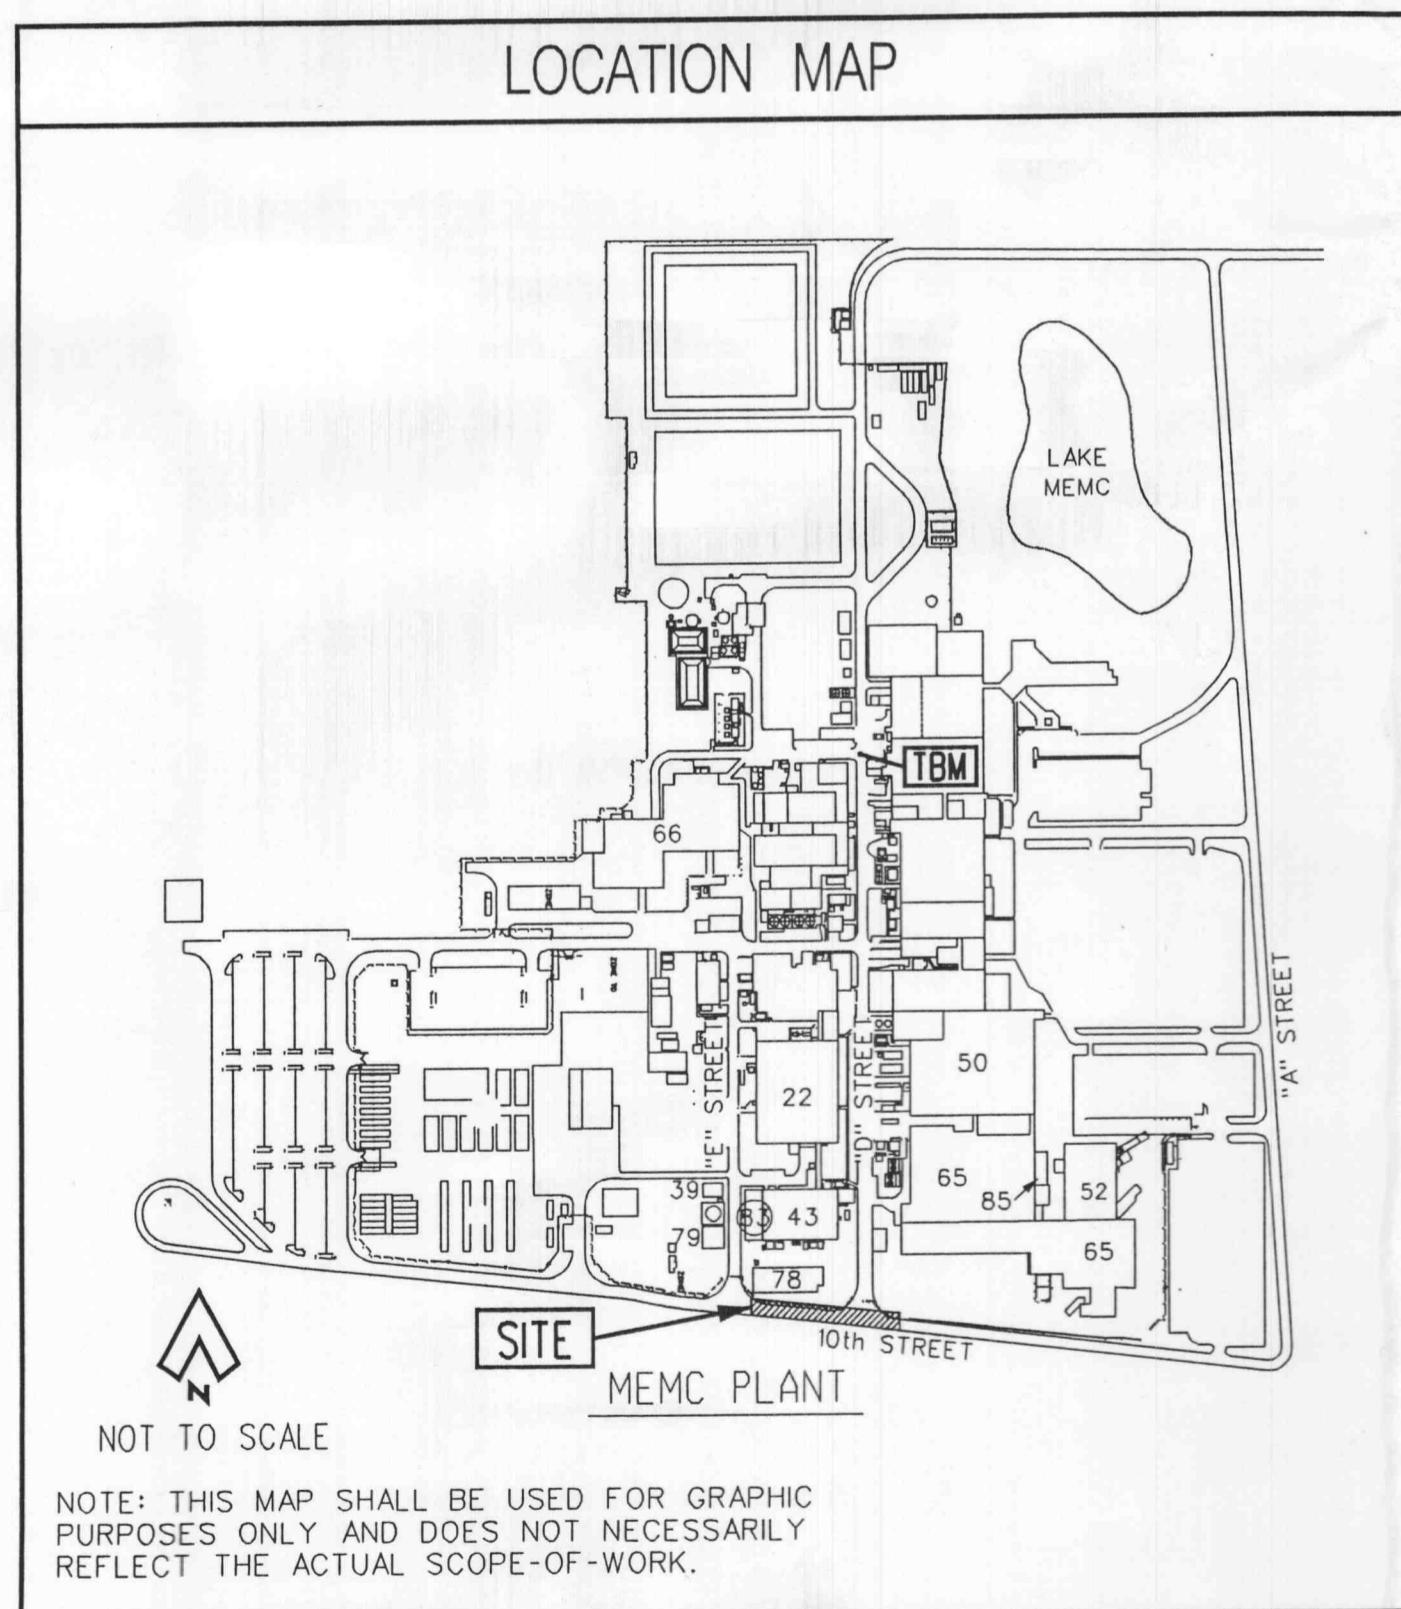 LOCATION MAP
LAKE
MEMC
TBM
66
"A" STREET
50
"E" STREET
22
"D" STREET
39
83
43
65
85
52
79
65
78
SITE
10th STREET
MEMC PLANT
N
NOT TO SCALE
NOTE: THIS MAP SHALL BE USED FOR GRAPHIC
PURPOSES ONLY AND DOES NOT NECESSARILY
REFLECT THE ACTUAL SCOPE-OF-WORK.